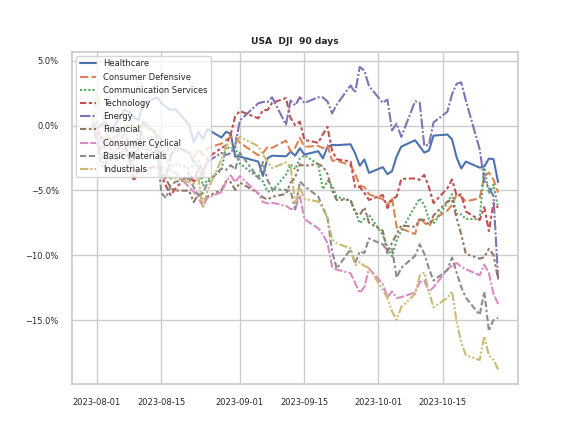 USA  DJI  90 days
5.0%
0.0%
−5.0%
−10.0%
−15.0%
Healthcare
Consumer Defensive
Communication Services
Technology
Energy
Financial
Consumer Cyclical
Basic Materials
Industrials
2023-08-01
2023-08-15
2023-09-01
2023-09-15
2023-10-01
2023-10-15